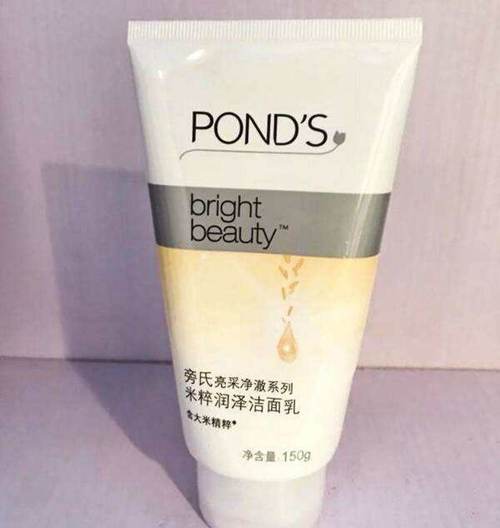 POND'S
bright
beauty™
旁氏亮采净澈系列
米粹润泽洁面乳
含大米精粹*
净含量 150g